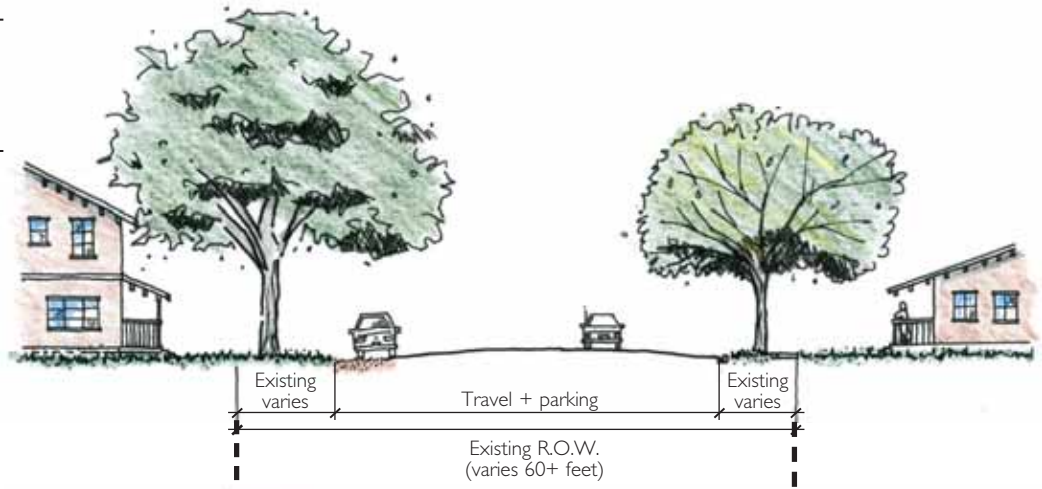 Existing
varies
Travel + parking
Existing
varies
Existing R.O.W.
(varies 60+ feet)